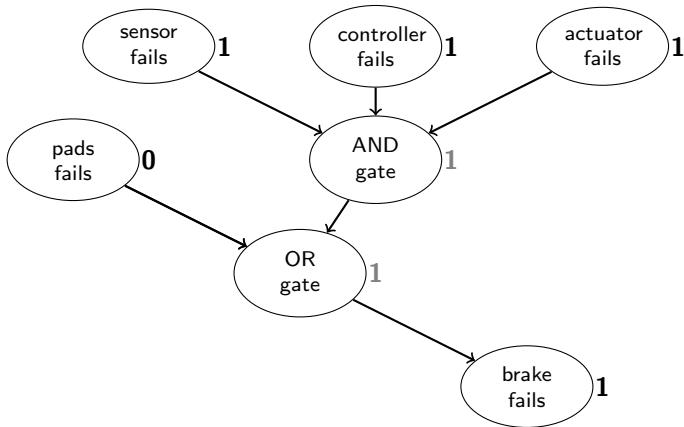 sensor
fails
1
controller
fails
1
actuator
fails
1
pads
fails
0
AND
gate
1
OR
gate
1
brake
fails
1